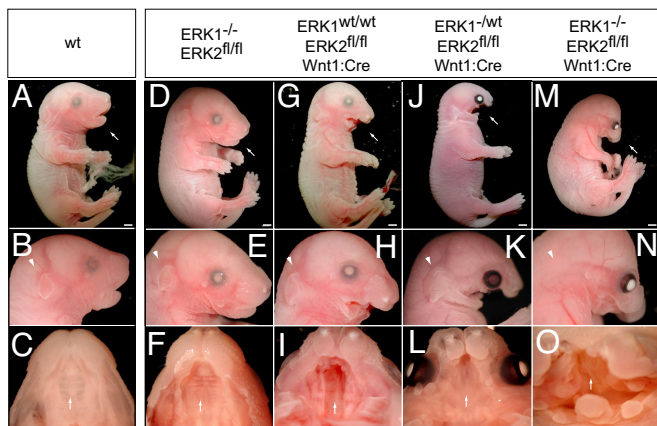 wt
ERK1-/-
ERK2fl/fl
ERK1wt/wt
ERK2fl/fl
Wnt1:Cre
ERK1-/wt
ERK2fl/fl
Wnt1:Cre
ERK1-/-
ERK2fl/fl
Wnt1:Cre
A
D
G
J
M
B
E
H
K
N
C
F
I
L
O